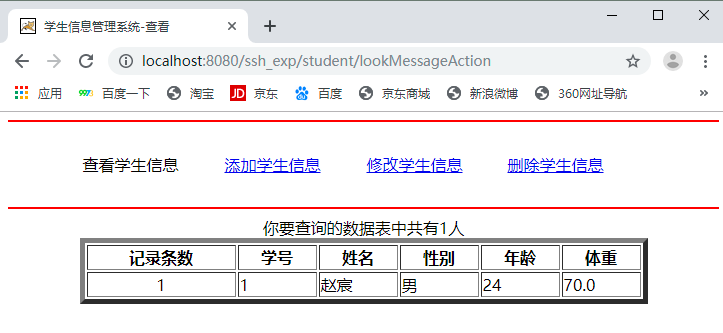 学生信息管理系统-查看
localhost:8080/ssh_exp/student/lookMessageAction
应用 百度一下 淘宝 JD 京东 百度 京东商城 新浪微博 360网址导航 »
查看学生信息 添加学生信息 修改学生信息 删除学生信息
你要查询的数据表中共有1人
记录条数 学号 姓名 性别 年龄 体重
1 1 赵宸 男 24 70.0